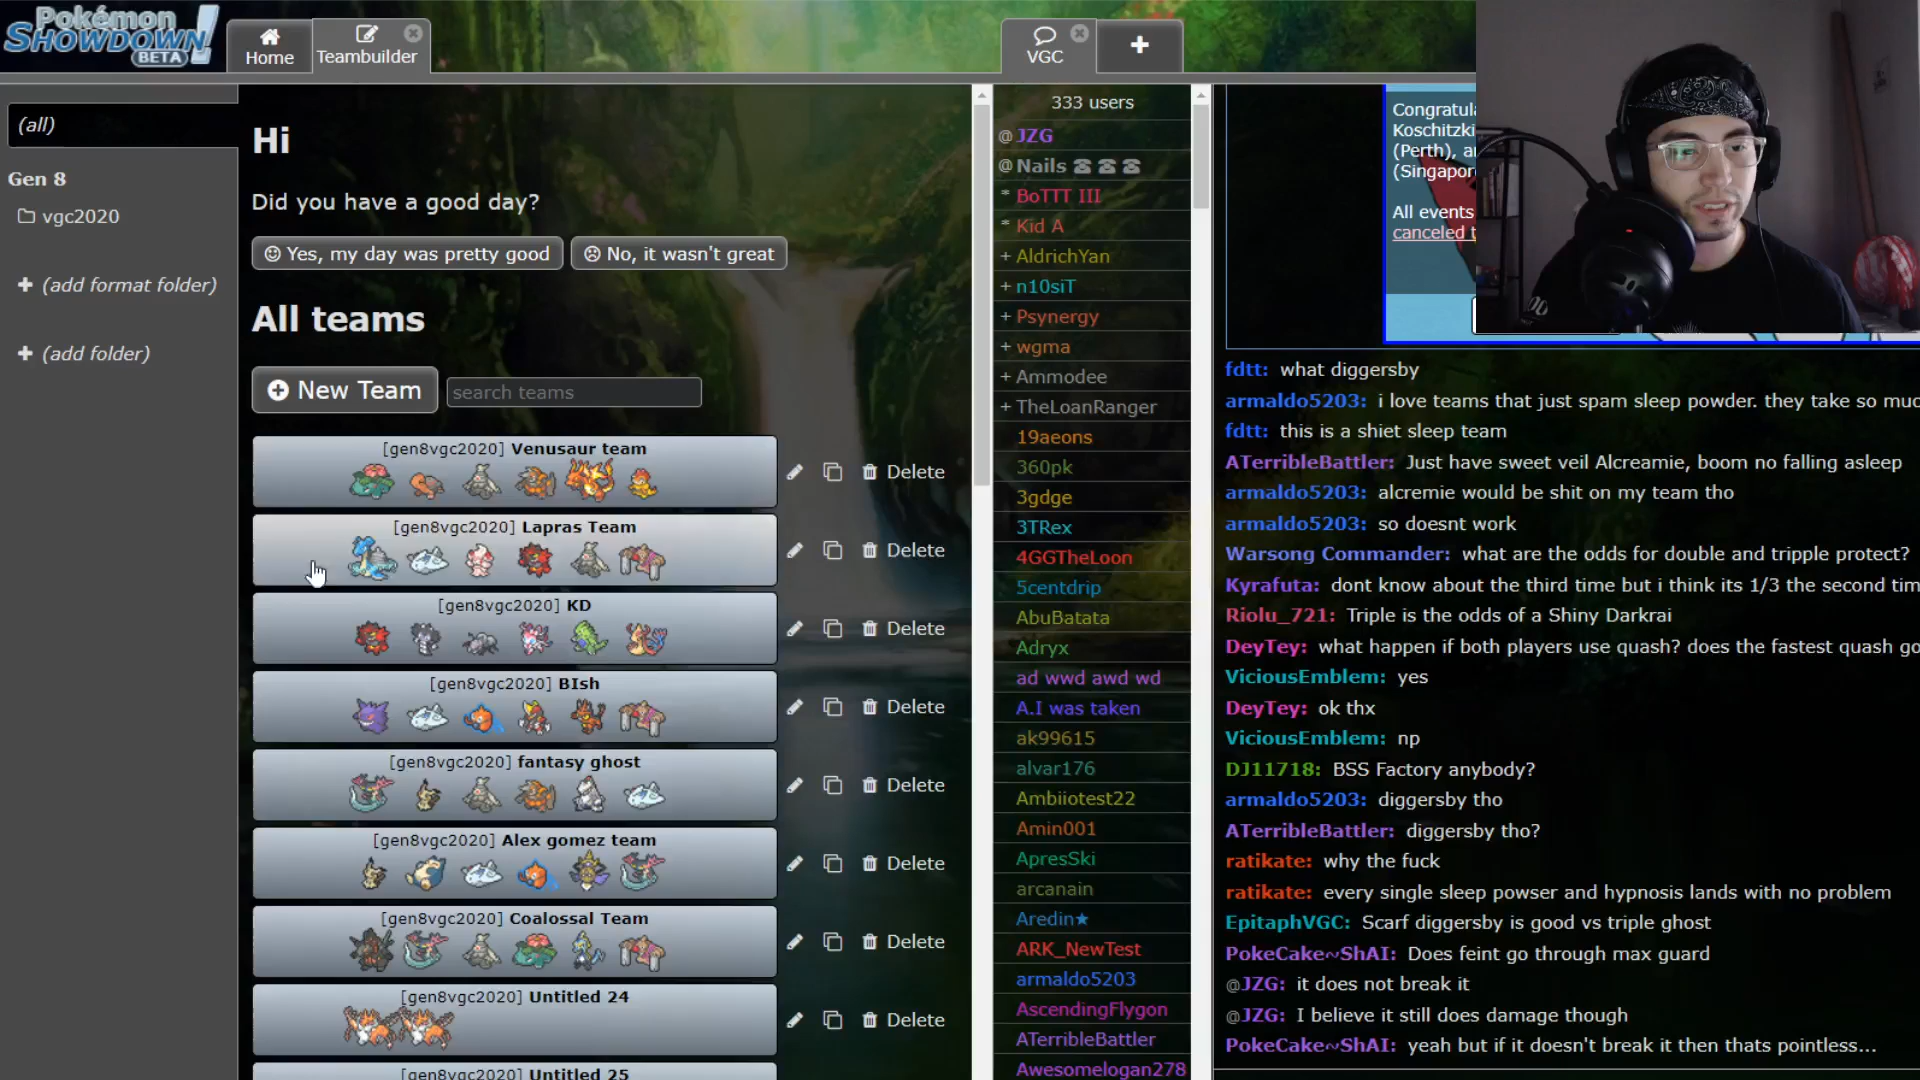 Pokémon
SHOWDOWN!
BETA
Home
Teambuilder
VGC
(all)
Gen 8
vgc2020
(add format folder)
(add folder)
Hi
Did you have a good day?
Yes, my day was pretty good
No, it wasn't great
All teams
New Team
search teams
[gen8vgc2020] Venusaur team
Delete
[gen8vgc2020] Lapras Team
Delete
[gen8vgc2020] KD
Delete
[gen8vgc2020] BIsh
Delete
[gen8vgc2020] fantasy ghost
Delete
[gen8vgc2020] Alex gomez team
Delete
[gen8vgc2020] Coalossal Team
Delete
[gen8vgc2020] Untitled 24
Delete
[gen8vgc2020] Untitled 25
333 users
@JZG
@Nails ☎☎☎
* BoTTT III
* Kid A
+ AldrichYan
+ n10siT
+ Psynergy
+ wgma
+ Ammodee
+ TheLoanRanger
19aeons
360pk
3gdge
3TRex
4GGTheLoon
5centdrip
AbuBatata
Adryx
ad wwd awd wd
A.I was taken
ak99615
alvar176
Ambiiotest22
Amin001
ApresSki
arcanain
Aredin★
ARK_NewTest
armaldo5203
AscendingFlygon
ATerribleBattler
Awesomelogan278
Congratula
Koschitzki
(Perth), a
(Singapor
All events
canceled t
fdtt: what diggersby
armaldo5203: i love teams that just spam sleep powder. they take so muc
fdtt: this is a shiet sleep team
ATerribleBattler: Just have sweet veil Alcreamie, boom no falling asleep
armaldo5203: alcremie would be shit on my team tho
armaldo5203: so doesnt work
Warsong Commander: what are the odds for double and tripple protect?
Kyrafuta: dont know about the third time but i think its 1/3 the second tim
Riolu_721: Triple is the odds of a Shiny Darkrai
DeyTey: what happen if both players use quash? does the fastest quash go
ViciousEmblem: yes
DeyTey: ok thx
ViciousEmblem: np
DJ11718: BSS Factory anybody?
armaldo5203: diggersby tho
ATerribleBattler: diggersby tho?
ratikate: why the fuck
ratikate: every single sleep powser and hypnosis lands with no problem
EpitaphVGC: Scarf diggersby is good vs triple ghost
PokeCake~ShAI: Does feint go through max guard
@JZG: it does not break it
@JZG: I believe it still does damage though
PokeCake~ShAI: yeah but if it doesn't break it then thats pointless...